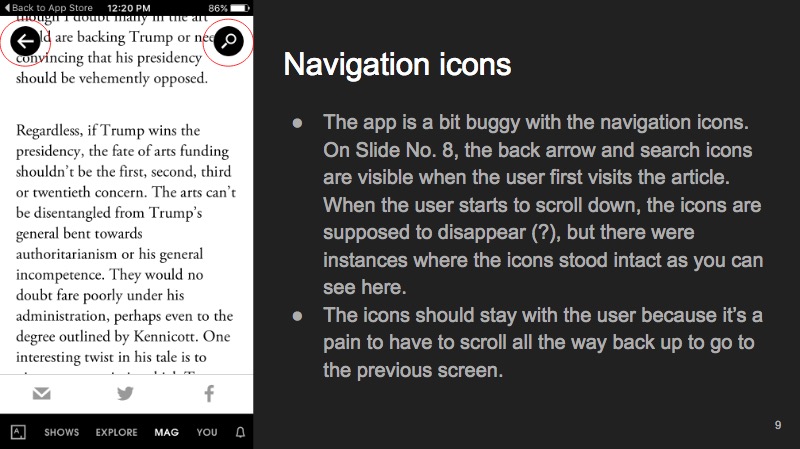 Back to App Store 12:20 PM 86%
though I doubt many in the art
are backing Trump or
convincing that his presidency
should be vehemently opposed.
Regardless, if Trump wins the
presidency, the fate of arts funding
shouldn't be the first, second, third
or twentieth concern. The arts can't
be disentangled from Trump's
general bent towards
authoritarianism or his general
incompetence. They would no
doubt fare poorly under his
administration, perhaps even to the
degree outlined by Kennicott. One
interesting twist in his tale is to
A
SHOWS EXPLORE MAG YOU
Navigation icons
● The app is a bit buggy with the navigation icons.
On Slide No. 8, the back arrow and search icons
are visible when the user first visits the article.
When the user starts to scroll down, the icons are
supposed to disappear (?), but there were
instances where the icons stood intact as you can
see here.
● The icons should stay with the user because it's a
pain to have to scroll all the way back up to go to
the previous screen.
9